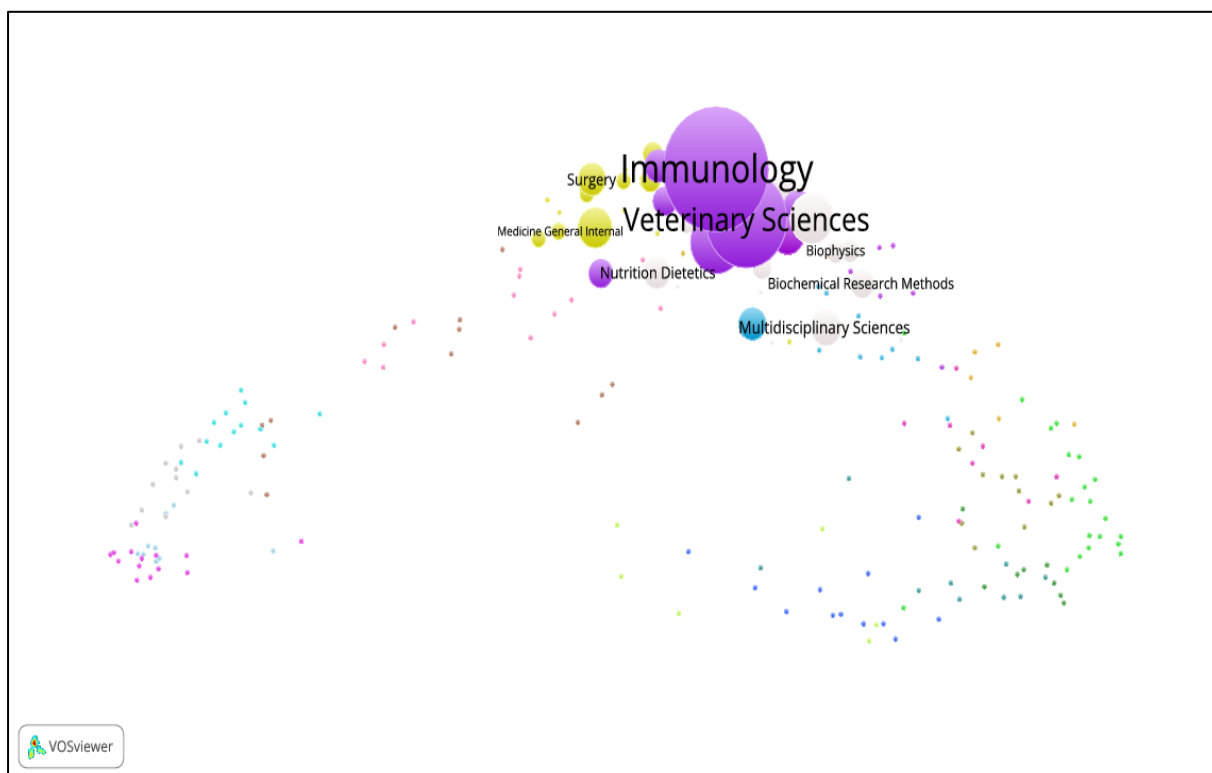 Immunology
Surgery
Veterinary Sciences
Medicine General Internal
Biophysics
Nutrition Dietetics
Biochemical Research Methods
Multidisciplinary Sciences
VOSviewer